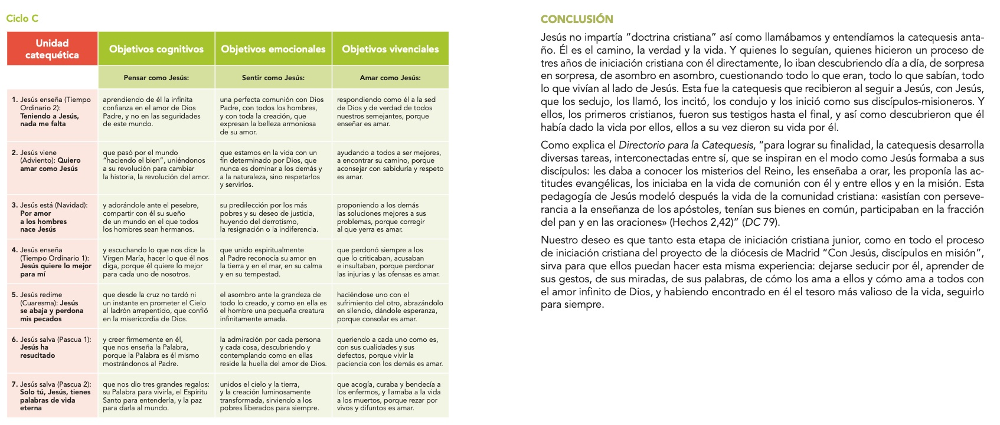 Ciclo C
Unidad
catequética
Objetivos cognitivos
Objetivos emocionales
Objetivos vivenciales
Pensar como Jesús:
Sentir como Jesús:
Amar como Jesús:
1. Jesús enseña (Tiempo
Ordinario 2):
Teniendo a Jesús,
nada me falta
aprendiendo de él la infinita
confianza en el amor de Dios
Padre, y no en las seguridades
de este mundo.
una perfecta comunión con Dios
Padre, con todos los hombres,
y con toda la creación, que
expresan la belleza armoniosa
de su amor.
respondiendo como él a la sed
de Dios y de verdad de todos
nuestros semejantes, porque
enseñar es amar.
2. Jesús viene
(Adviento): Quiero
amar como Jesús
que pasó por el mundo
“haciendo el bien”, uniéndonos
a su revolución para cambiar
la historia, la revolución del amor.
que estamos en la vida con un
fin determinado por Dios, que
nunca es dominar a los demás y
a la naturaleza, sino respetarlos
y servirlos.
ayudando a todos a ser mejores,
a encontrar su camino, porque
aconsejar con sabiduría y respeto
es amar.
3. Jesús está (Navidad):
Por amor
a los hombres
nace Jesús
y adorándole ante el pesebre,
compartir con él su sueño
de un mundo en el que todos
los hombres sean hermanos.
su predilección por los más
pobres y su deseo de justicia,
huyendo del derrotismo,
la resignación o la indiferencia.
proponiendo a los demás
las soluciones mejores a sus
problemas, porque corregir
al que yerra es amar.
4. Jesús enseña
(Tiempo Ordinario 1):
Jesús quiere lo mejor
para mí
y escuchando lo que nos dice la
Virgen María, hacer lo que él nos
diga, porque él quiere lo mejor
para cada uno de nosotros.
que unido espiritualmente
al Padre reconocía su amor en
la tierra y en el mar, en su calma
y en su tempestad.
que perdonó siempre a los
que lo criticaban, acusaban
e insultaban, porque perdonar
las injurias y las ofensas es amar.
5. Jesús redime
(Cuaresma): Jesús
se abaja y perdona
mis pecados
que desde la cruz no tardó ni
un instante en prometer el Cielo
al ladrón arrepentido, que confió
en la misericordia de Dios.
el asombro ante la grandeza de
todo lo creado, y como en ella es
el hombre una pequeña creatura
infinitamente amada.
haciéndose uno con el
sufrimiento del otro, abrazándolo
en silencio, dándole esperanza,
porque consolar es amar.
6. Jesús salva (Pascua 1):
Jesús ha
resucitado
y creer firmemente en él,
que nos enseña la Palabra,
porque la Palabra es él mismo
mostrándonos al Padre.
la admiración por cada persona
y cada cosa, descubriendo y
contemplando como en ellas
reside la huella del amor de Dios.
queriendo a cada uno como es,
con sus cualidades y sus
defectos, porque vivir la
paciencia con los demás es amar.
7. Jesús salva (Pascua 2):
Solo tú, Jesús, tienes
palabras de vida
eterna
que nos dio tres grandes regalos:
su Palabra para vivirla, el Espíritu
Santo para entenderla, y la paz
para darla al mundo.
unidos el cielo y la tierra,
y la creación luminosamente
transformada, sirviendo a los
pobres liberados para siempre.
que acogía, curaba y bendecía a
los enfermos, y llamaba a la vida
a los muertos, porque rezar por
vivos y difuntos es amar.
CONCLUSIÓN
Jesús no impartía “doctrina cristiana” así como llamábamos y entendíamos la catequesis anta-
ño. Él es el camino, la verdad y la vida. Y quienes lo seguían, quienes hicieron un proceso de
tres años de iniciación cristiana con él directamente, lo iban descubriendo día a día, de sorpresa
en sorpresa, de asombro en asombro, cuestionando todo lo que eran, todo lo que sabían, todo
lo que vivían al lado de Jesús. Esta fue la catequesis que recibieron al seguir a Jesús, con Jesús,
que los sedujo, los llamó, los incitó, los condujo y los inició como sus discípulos-misioneros. Y
ellos, los primeros cristianos, fueron sus testigos hasta el final, y así como descubrieron que él
había dado la vida por ellos, ellos a su vez dieron su vida por él.
Como explica el Directorio para la Catequesis, “para lograr su finalidad, la catequesis desarrolla
diversas tareas, interconectadas entre sí, que se inspiran en el modo como Jesús formaba a sus
discípulos: les daba a conocer los misterios del Reino, les enseñaba a orar, les proponía las ac-
titudes evangélicas, los iniciaba en la vida de comunión con él y entre ellos y en la misión. Esta
pedagogía de Jesús modeló después la vida de la comunidad cristiana: «asistían con perseve-
rancia a la enseñanza de los apóstoles, tenían sus bienes en común, participaban en la fracción
del pan y en las oraciones» (Hechos 2,42)” (DC 79).
Nuestro deseo es que tanto esta etapa de iniciación cristiana junior, como en todo el proceso
de iniciación cristiana del proyecto de la diócesis de Madrid “Con Jesús, discípulos en misión”,
sirva para que ellos puedan hacer esta misma experiencia: dejarse seducir por él, aprender de
sus gestos, de sus miradas, de sus palabras, de cómo los ama a ellos y cómo ama a todos con
el amor infinito de Dios, y habiendo encontrado en él el tesoro más valioso de la vida, seguirlo
para siempre.